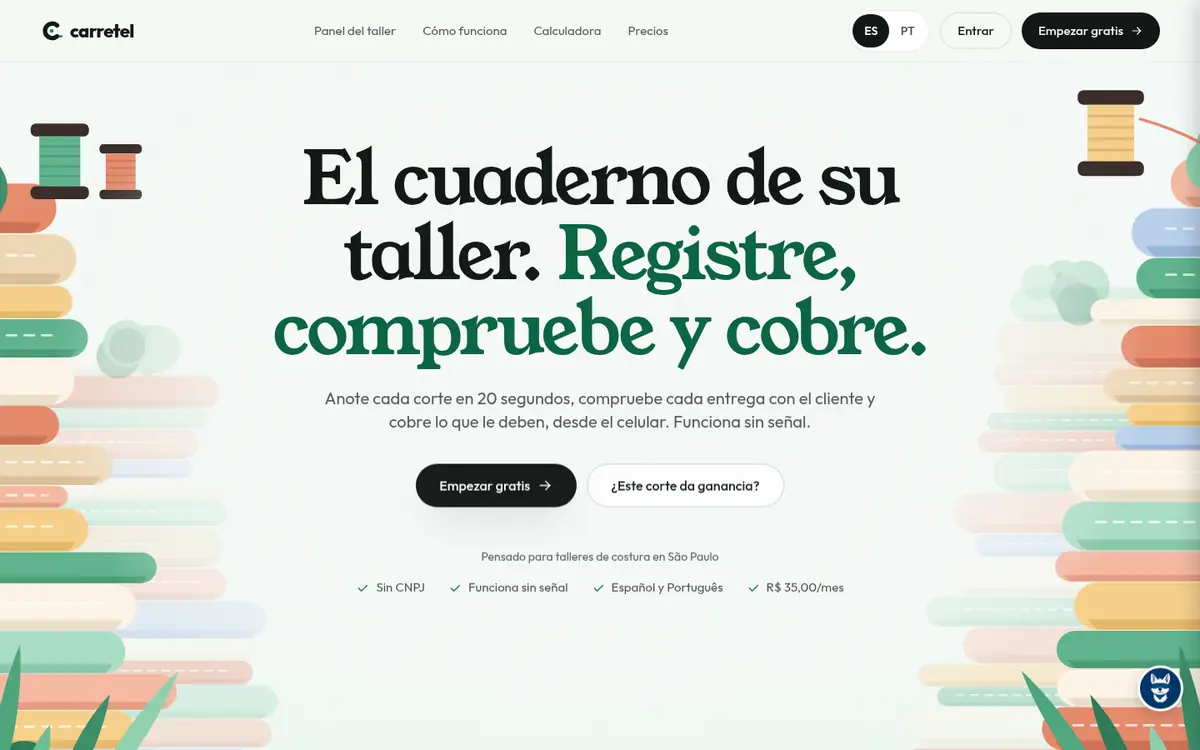 carretel
Panel del taller
Cómo funciona
Calculadora
Precios
ES
PT
Entrar
Empezar gratis →
El cuaderno de su
taller. Registre,
compruebe y cobre.
Anote cada corte en 20 segundos, compruebe cada entrega con el cliente y
cobre lo que le deben, desde el celular. Funciona sin señal.
Empezar gratis →
¿Este corte da ganancia?
Pensado para talleres de costura en São Paulo
✓ Sin CNPJ
✓ Funciona sin señal
✓ Español y Português
✓ R$ 35,00/mes